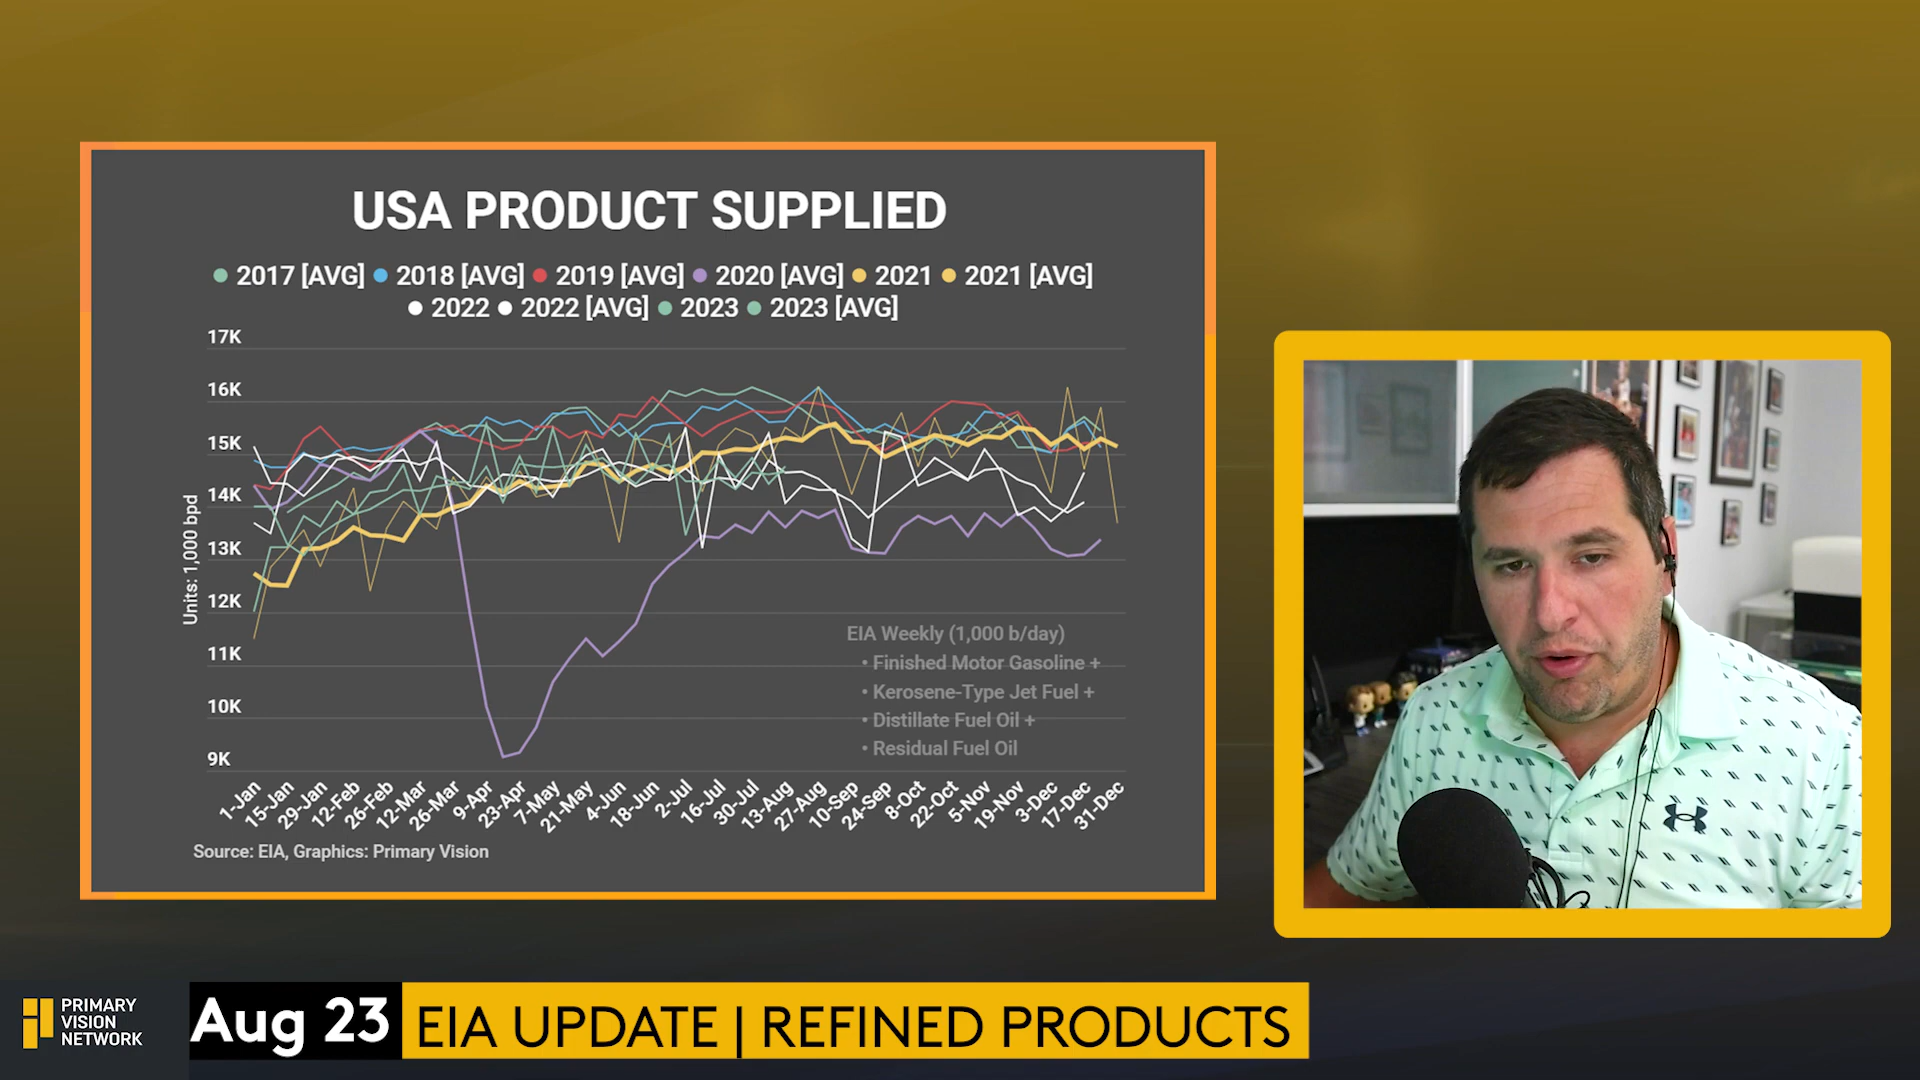 USA PRODUCT SUPPLIED
2017 [AVG] 2018 [AVG] 2019 [AVG] 2020 [AVG] 2021 2021 [AVG]
2022 2022 [AVG] 2023 2023 [AVG]
17K
16K
15K
14K
13K
12K
11K
10K
9K
Units: 1,000 bpd
EIA Weekly (1,000 b/day)
• Finished Motor Gasoline +
• Kerosene-Type Jet Fuel +
• Distillate Fuel Oil +
• Residual Fuel Oil
1-Jan 15-Jan 29-Jan 12-Feb 26-Feb 12-Mar 26-Mar 9-Apr 23-Apr 7-May 21-May 4-Jun 18-Jun 2-Jul 16-Jul 30-Jul 13-Aug 27-Aug 10-Sep 24-Sep 8-Oct 22-Oct 5-Nov 19-Nov 3-Dec 17-Dec 31-Dec
Source: EIA, Graphics: Primary Vision
PRIMARY
VISION
NETWORK
Aug 23
EIA UPDATE | REFINED PRODUCTS